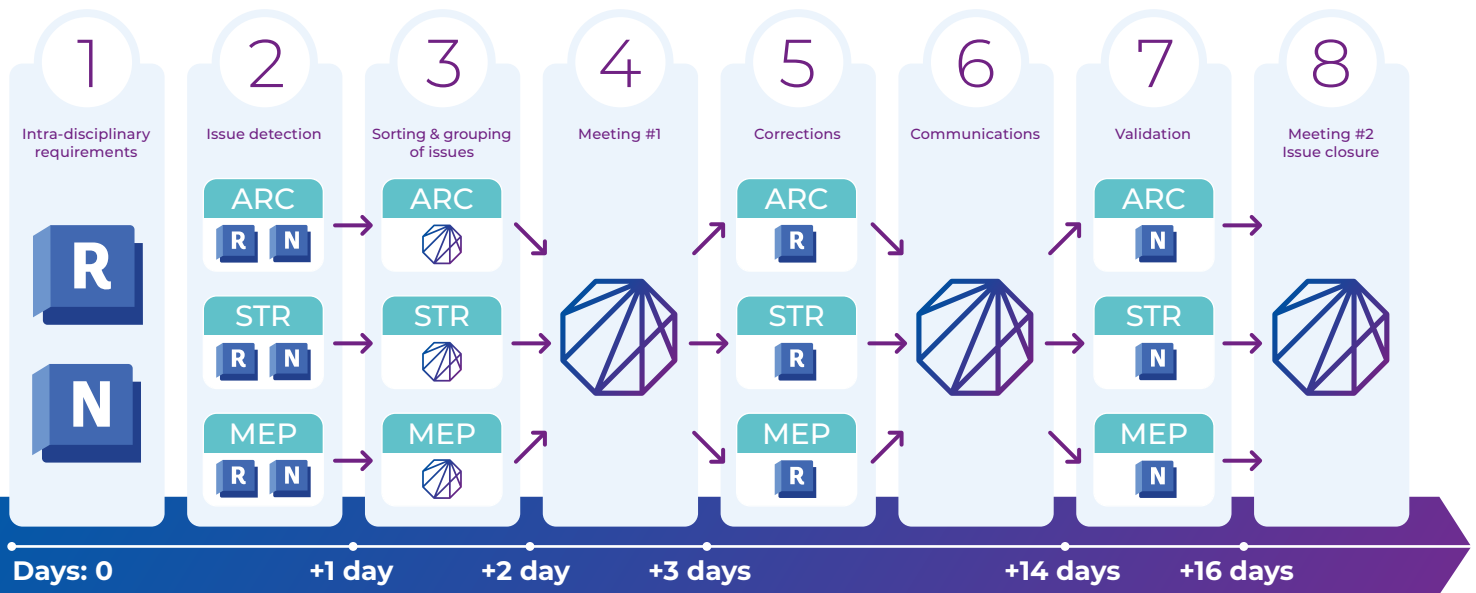 1
Intra-disciplinary
requirements
R
N
2
Issue detection
ARC
R N
STR
R N
MEP
R N
3
Sorting & grouping
of issues
ARC
STR
MEP
4
Meeting #1
5
Corrections
ARC
R
STR
R
MEP
R
6
Communications
7
Validation
ARC
N
STR
N
MEP
N
8
Meeting #2
Issue closure
Days: 0
+1 day
+2 day
+3 days
+14 days
+16 days